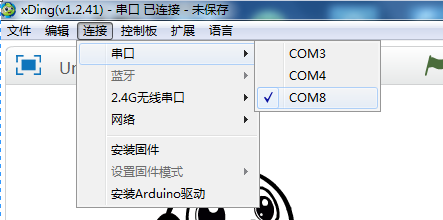 xDing(v1.2.41) - 串口 已连接 - 未保存
文件 编辑 连接 控制板 扩展 语言
Un
串口
COM3
蓝牙
COM4
2.4G无线串口
COM8
网络
安装固件
设置固件模式
安装Arduino驱动